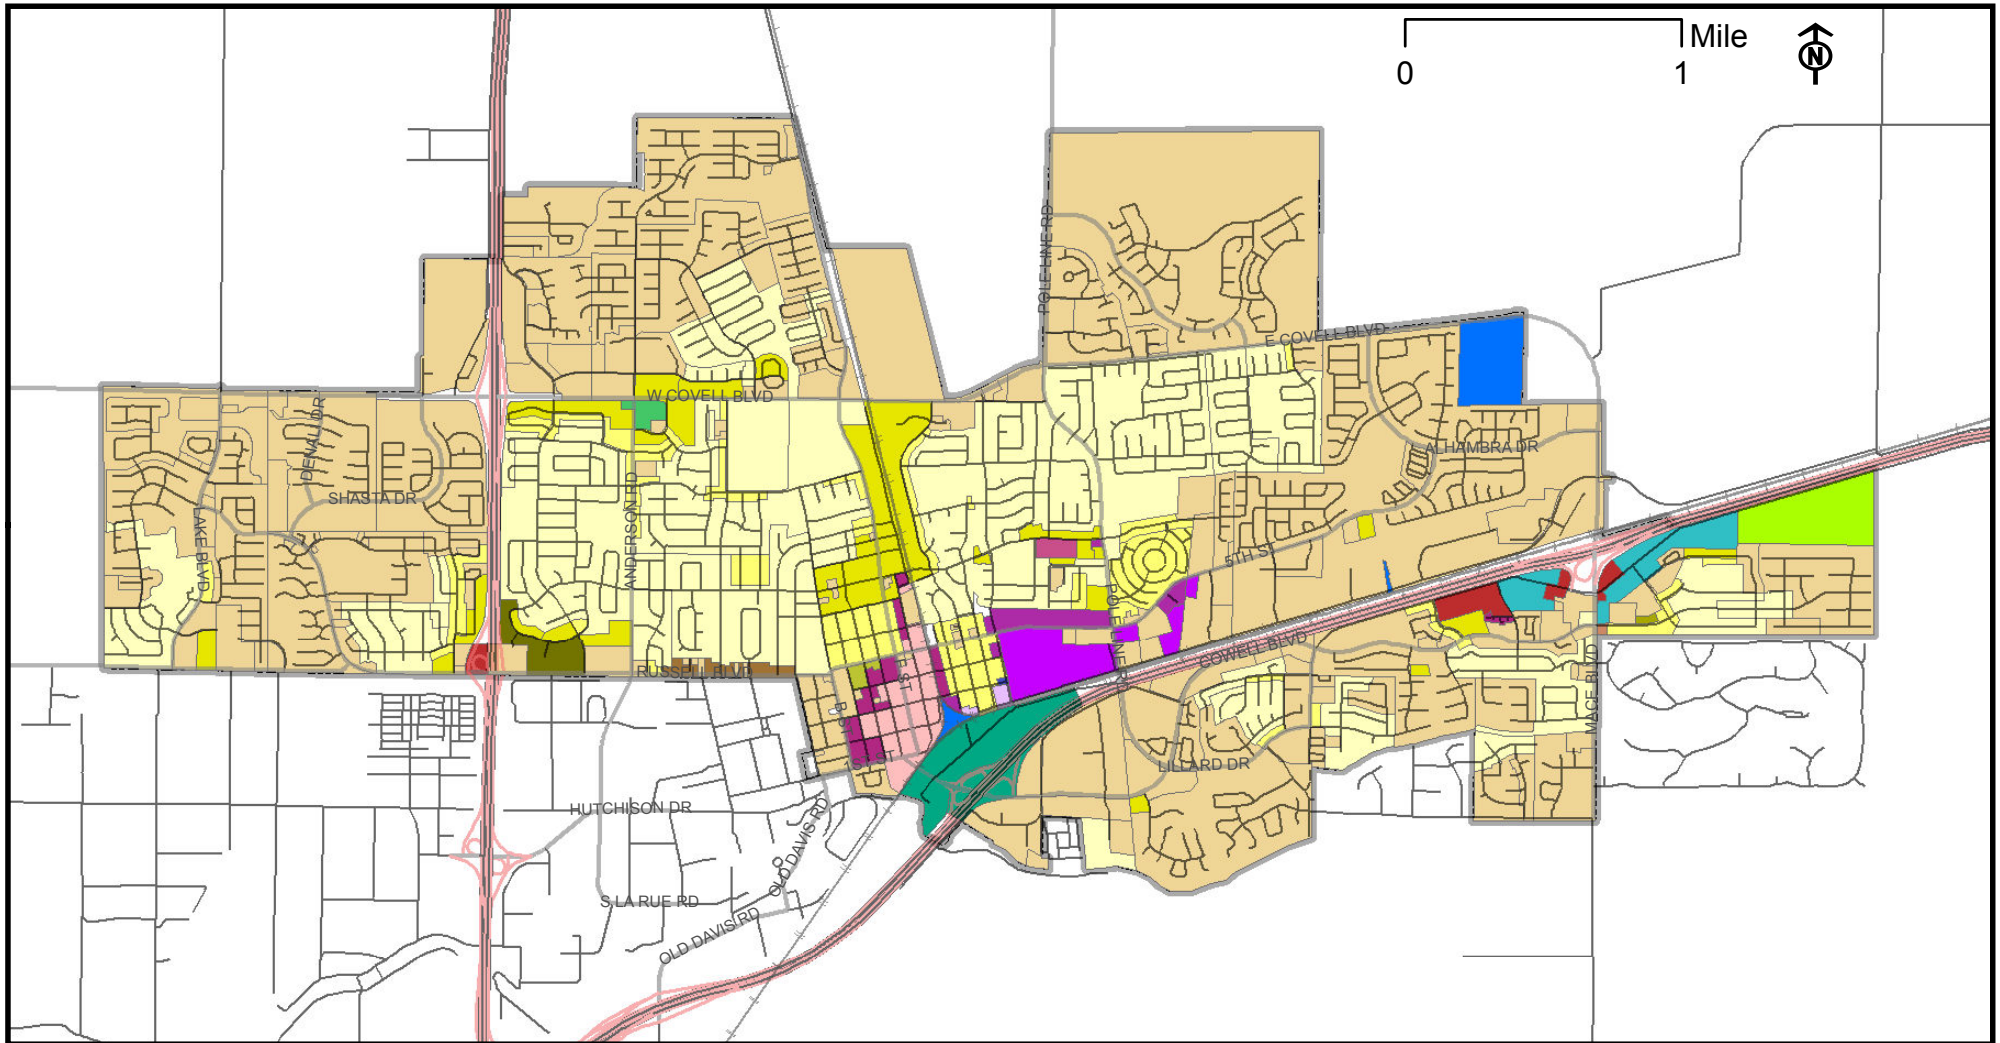 Mile
N
0 1
POLE LINE RD
E COVELL BLVD
W COVELL BLVD
DENALI DR
ALHAMBRA DR
SHASTA DR
ANDERSON RD
LAKE BLVD
5TH ST
COWELL BLVD
RUSSELL BLVD
MACE BLVD
1ST ST
LILLARD DR
HUTCHISON DR
OLD DAVIS RD
S LA RUE RD
OLD DAVIS RD